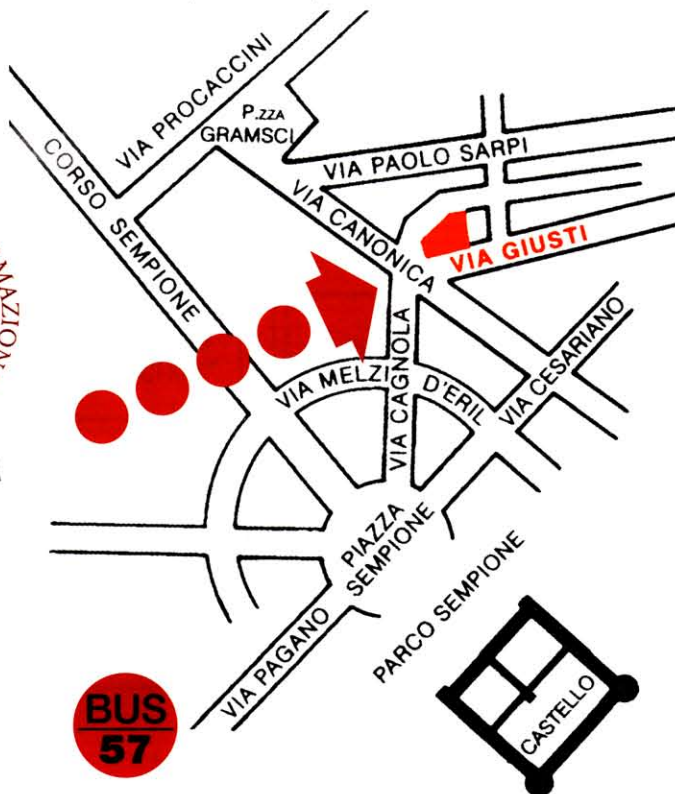 VIA PROCACCINI
P.ZZA
GRAMSCI
CORSO SEMPIONE
VIA PAOLO SARPI
VIA CANONICA
VIA GIUSTI
VIA CESARIANO
VIA MELZI D'ERIL
VIA CAGNOLA
PIAZZA
SEMPIONE
PARCO SEMPIONE
VIA PAGANO
BUS
57
CASTELLO